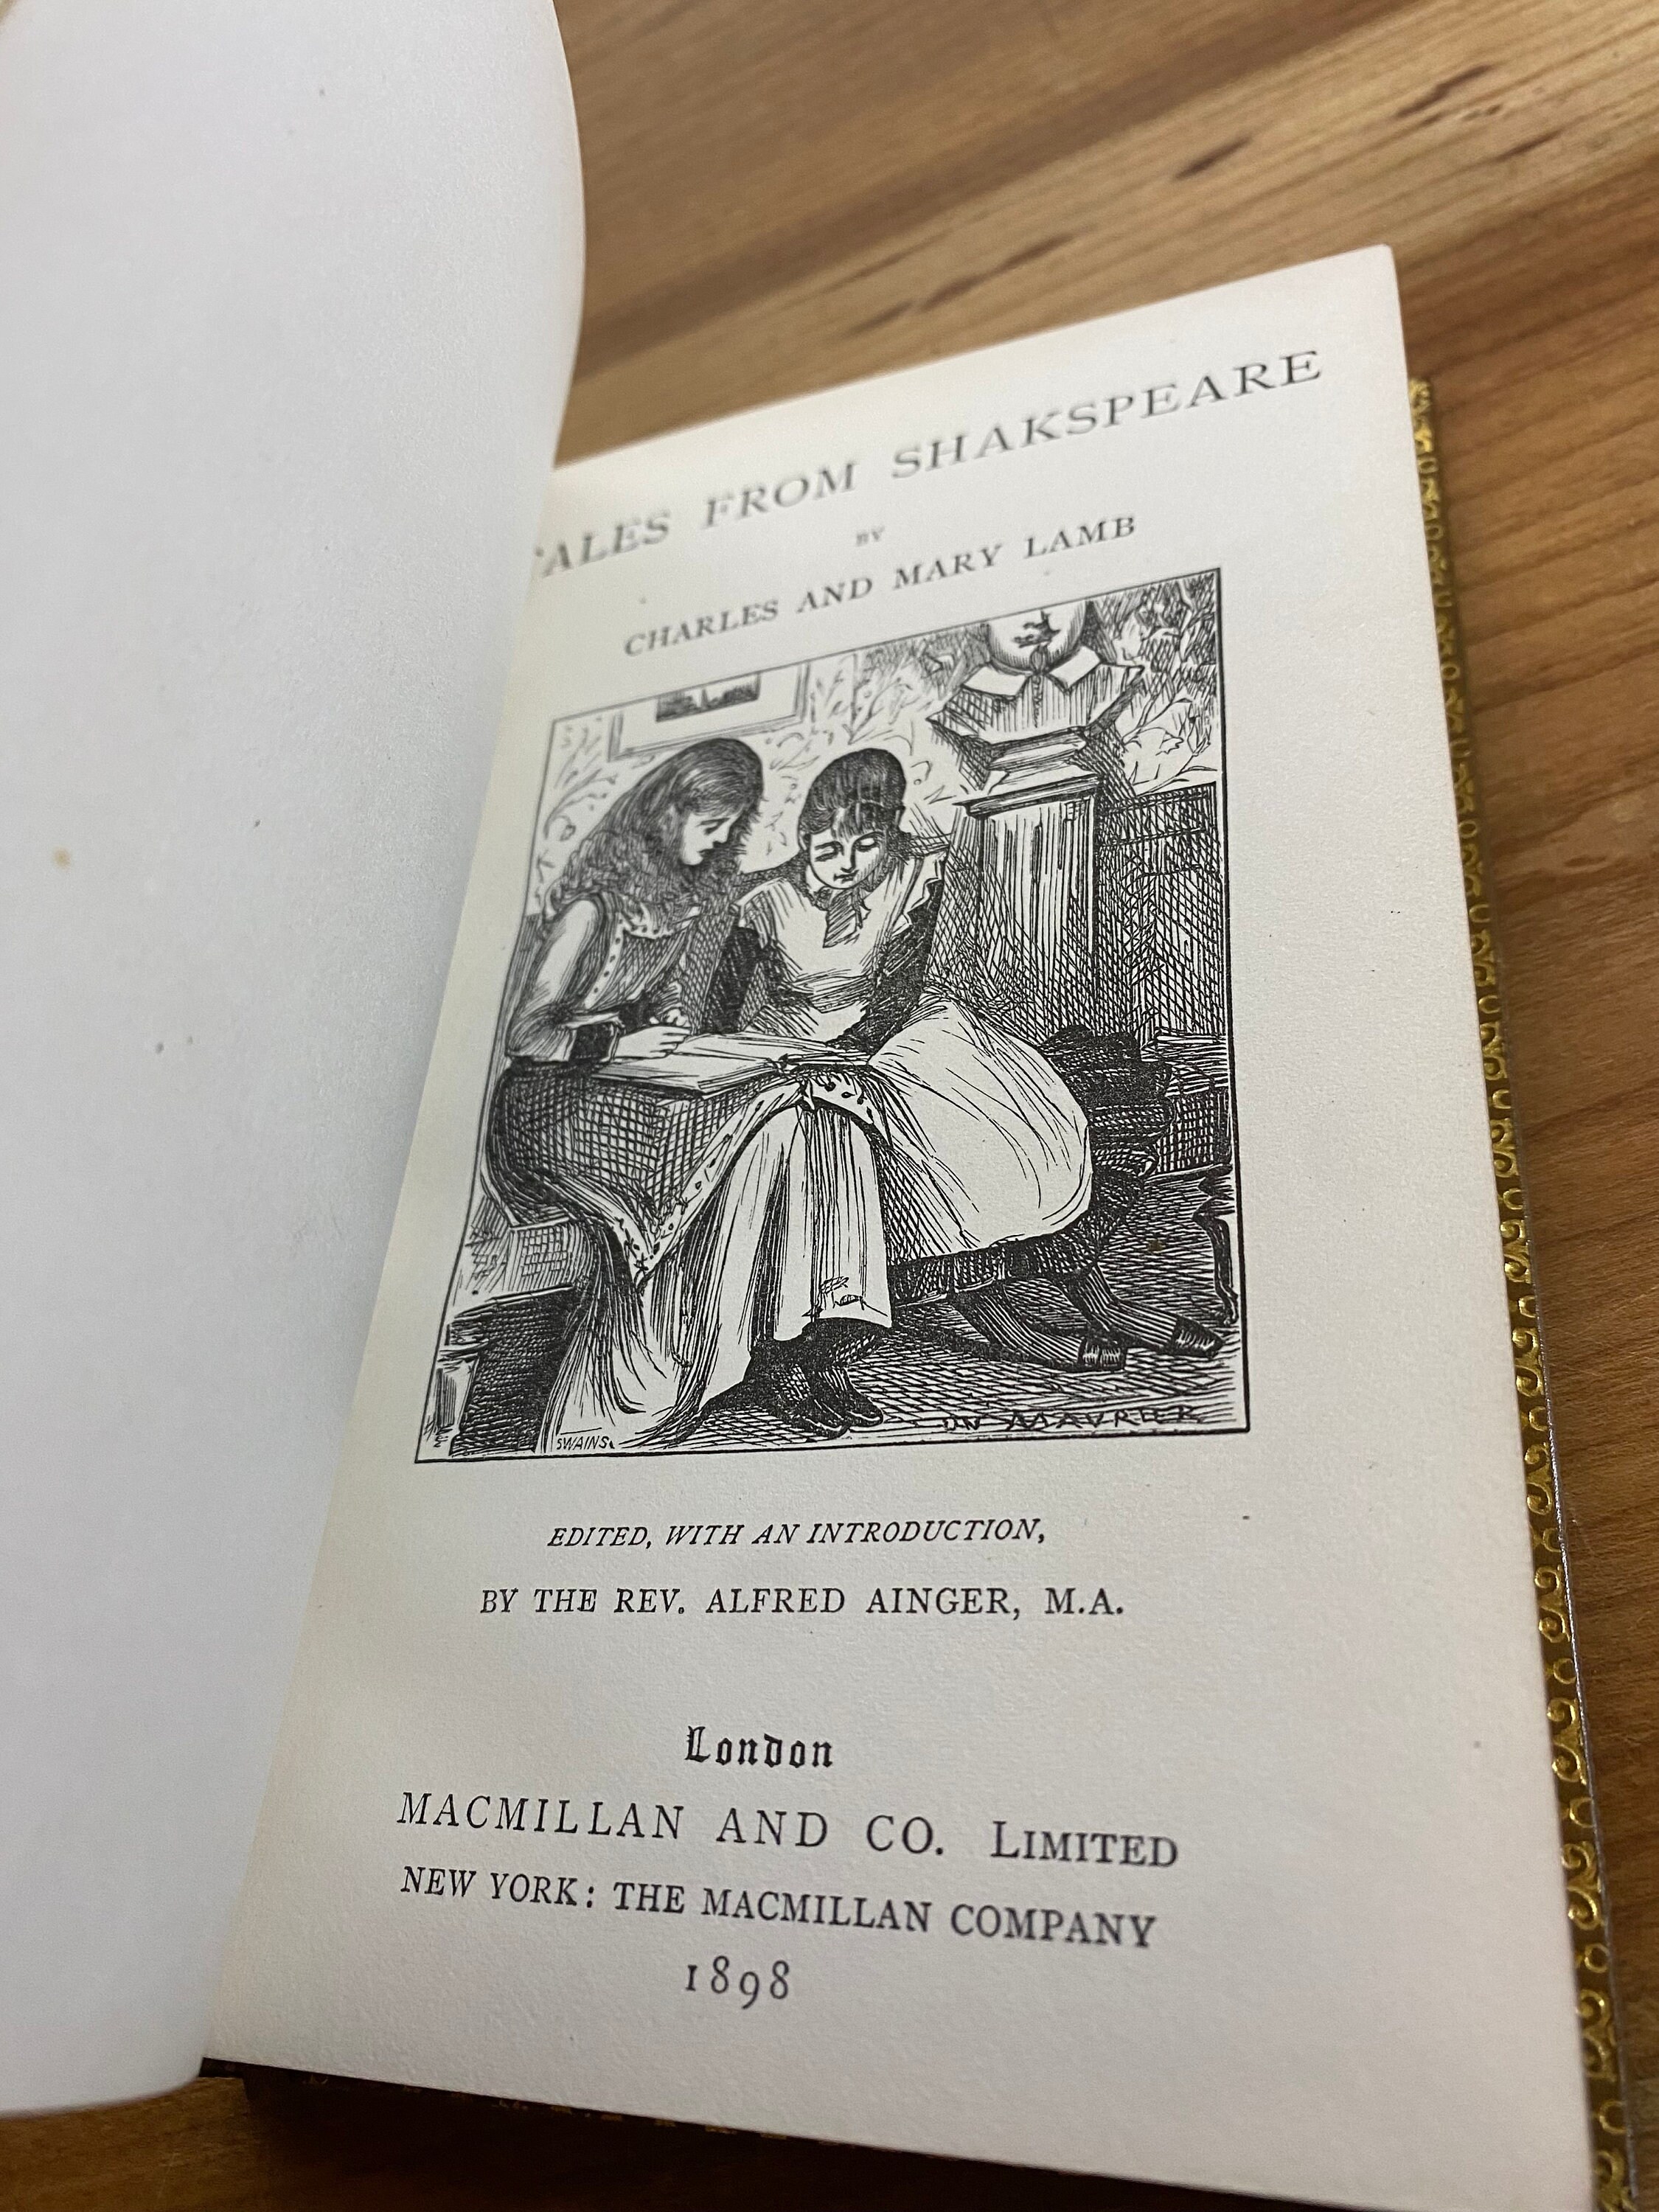 TALES FROM SHAKSPEARE
BY
CHARLES AND MARY LAMB
SWAINS.
DU MAURIER
EDITED, WITH AN INTRODUCTION,
BY THE REV. ALFRED AINGER, M.A.
London
MACMILLAN AND CO. LIMITED
NEW YORK: THE MACMILLAN COMPANY
1898